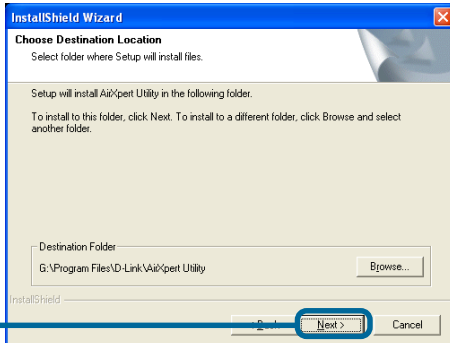 InstallShield Wizard
Choose Destination Location
Select folder where Setup will install files.
Setup will install AirXpert Utility in the following folder.
To install to this folder, click Next. To install to a different folder, click Browse and select
another folder.
Destination Folder
G:\Program Files\D-Link\AirXpert Utility
Browse...
InstallShield
Next >
Cancel